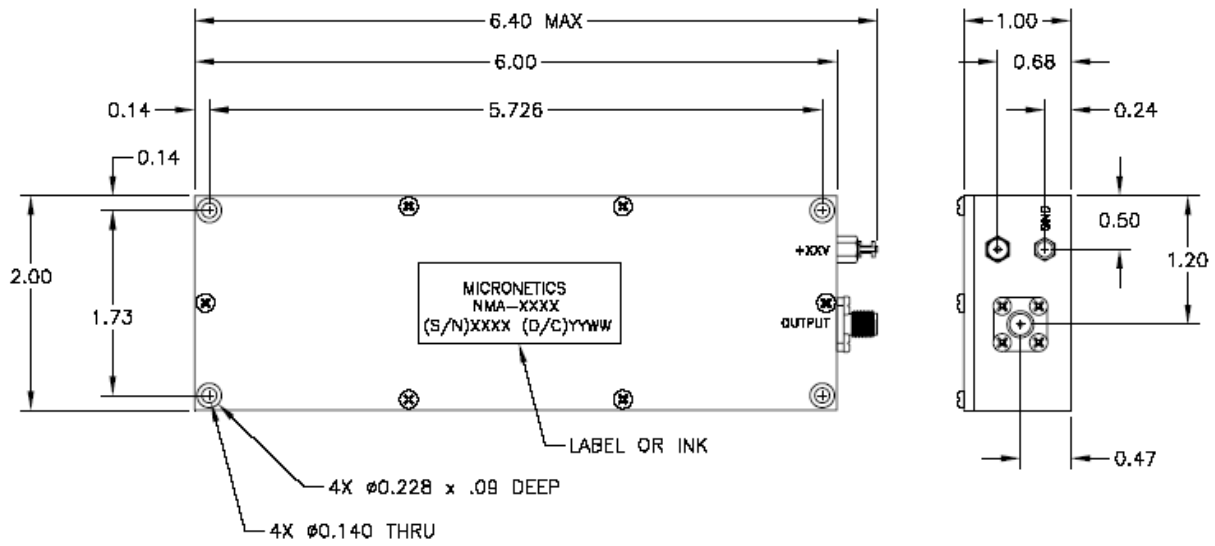 6.40 MAX
6.00
5.726
0.14
0.14
2.00
1.73
+XXV
OUTPUT
MICRONETICS
NMA-XXXX
(S/N)XXXX (D/C)YYWW
LABEL OR INK
4X ⌀0.228 x .09 DEEP
4X ⌀0.140 THRU
1.00
0.68
0.24
GND
0.50
1.20
0.47